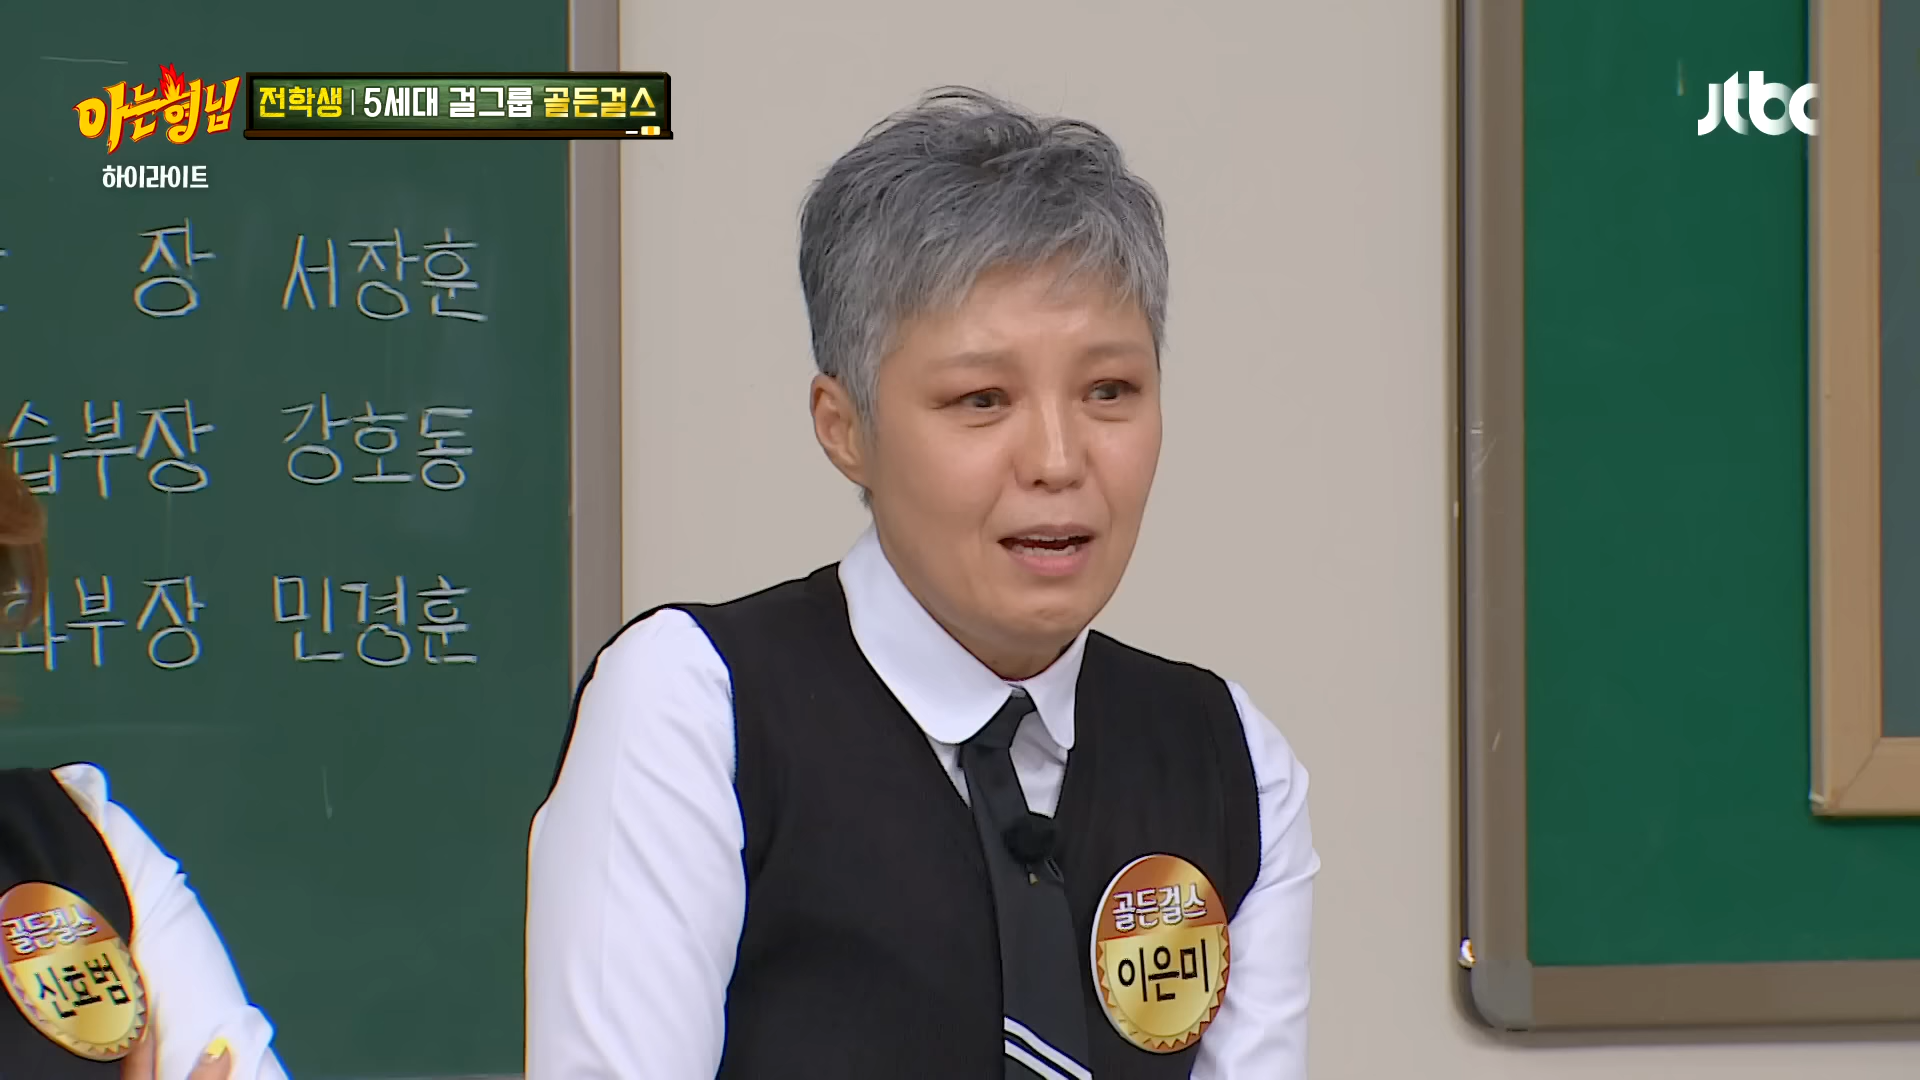 아는형님
전학생 | 5세대 걸그룹 골든걸스
jtbc
하이라이트
장 서장훈
습부장 강호동
화부장 민경훈
골든걸스
이은미
골든걸스
신효범